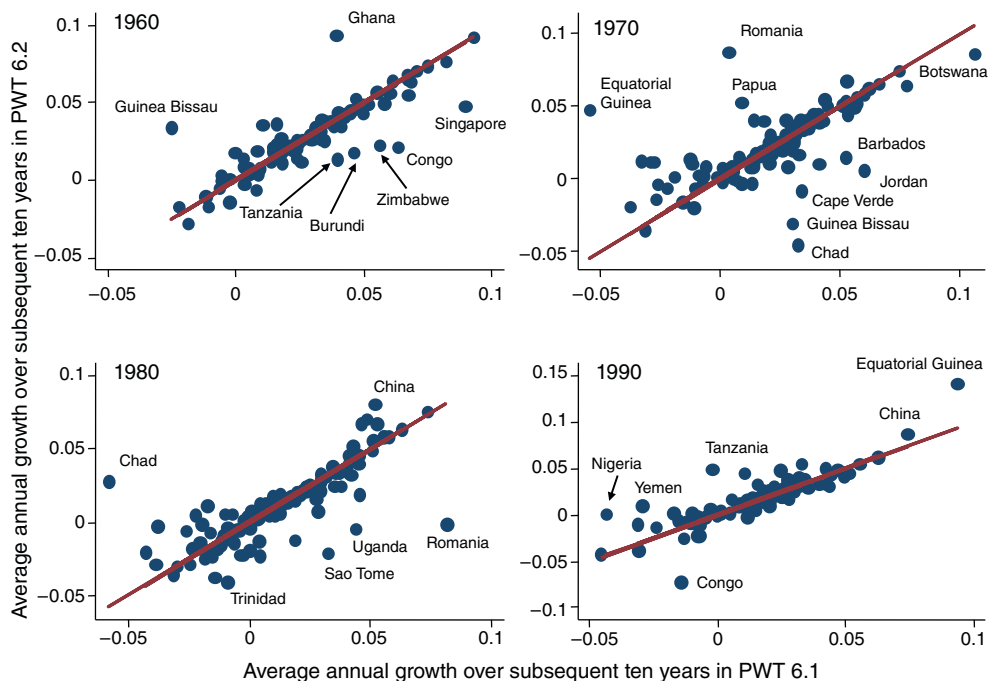 Average annual growth over subsequent ten years in PWT 6.2
1960
0.1
0.05
0
−0.05
−0.05
0
0.05
0.1
Ghana
Guinea Bissau
Singapore
Congo
Zimbabwe
Tanzania
Burundi
1970
0.1
0.05
0
−0.05
−0.05
0
0.05
0.1
Romania
Equatorial
Guinea
Papua
Botswana
Barbados
Jordan
Cape Verde
Guinea Bissau
Chad
1980
0.1
0.05
0
−0.05
−0.05
0
0.05
0.1
China
Chad
Uganda
Romania
Sao Tome
Trinidad
1990
0.15
0.1
0.05
0
−0.05
−0.1
−0.05
0
0.05
0.1
Equatorial Guinea
China
Tanzania
Nigeria
Yemen
Congo
Average annual growth over subsequent ten years in PWT 6.1